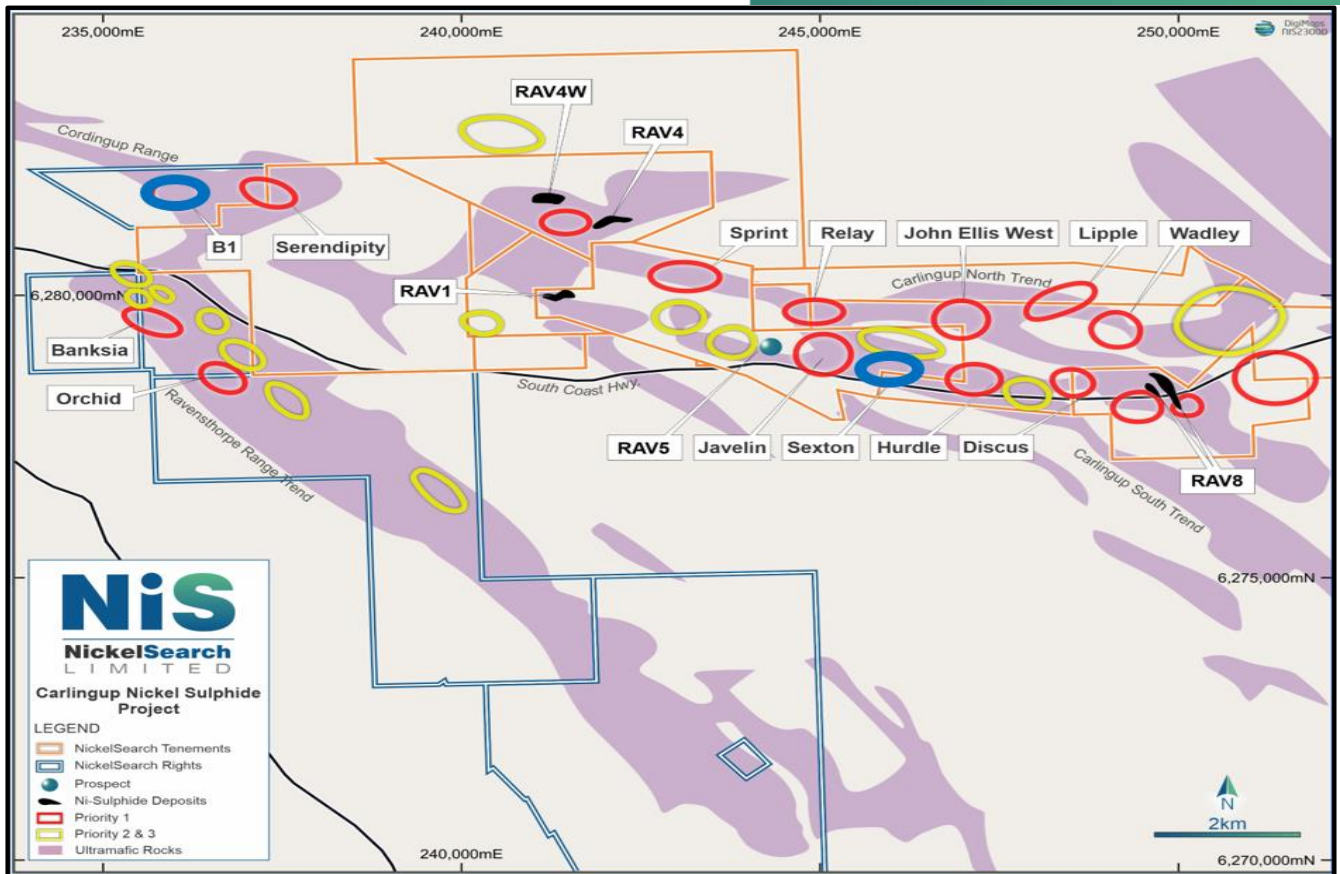 235,000mE
240,000mE
245,000mE
250,000mE
DigiMaps
NIS23000
RAV4W
RAV4
Cordingup Range
B1
Serendipity
Sprint
Relay
John Ellis West
Lipple
Wadley
Carlingup North Trend
6,280,000mN
RAV1
Banksia
Orchid
South Coast Hwy.
RAV5
Javelin
Sexton
Hurdle
Discus
RAV8
Ravensthorpe Range Trend
Carlingup South Trend
6,275,000mN
NiS
NickelSearch
LIMITED
Carlingup Nickel Sulphide
Project
LEGEND
NickelSearch Tenements
NickelSearch Rights
Prospect
Ni-Sulphide Deposits
Priority 1
Priority 2 & 3
Ultramafic Rocks
N
2km
240,000mE
6,270,000mN